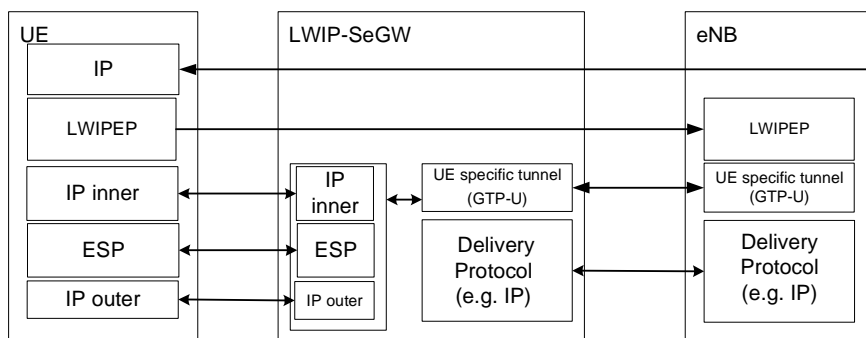 UE
LWIP-SeGW
eNB
IP
LWIPEP
LWIPEP
IP inner
IP
inner
UE specific tunnel
(GTP-U)
UE specific tunnel
(GTP-U)
ESP
ESP
Delivery
Protocol
(e.g. IP)
Delivery
Protocol
(e.g. IP)
IP outer
IP outer